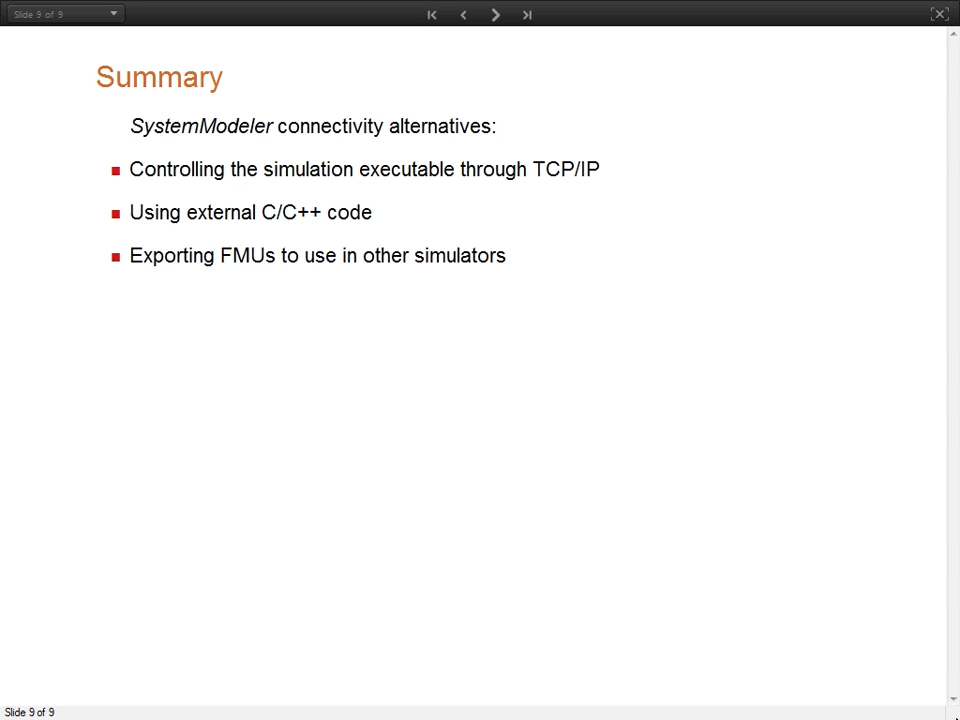 Slide 9 of 9
Summary
SystemModeler connectivity alternatives:
Controlling the simulation executable through TCP/IP
Using external C/C++ code
Exporting FMUs to use in other simulators
Slide 9 of 9